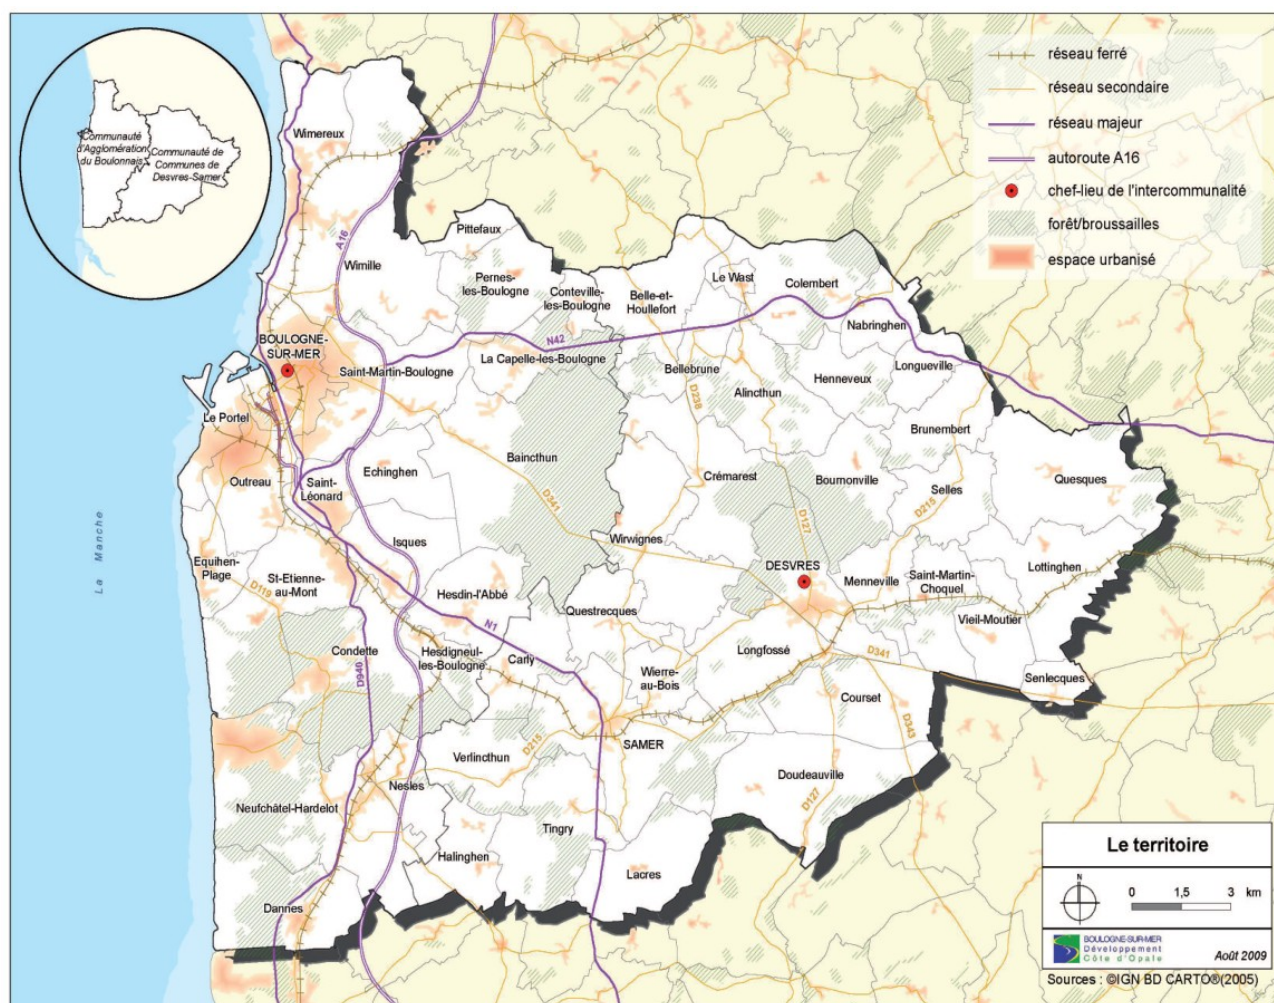 Communauté
d'Agglomération
du Boulonnais
Communauté de
Communes de
Desvres-Samer
réseau ferré
réseau secondaire
réseau majeur
autoroute A16
chef-lieu de l'intercommunalité
forêt/broussailles
espace urbanisé
Wimereux
A16
Wimille
Pittefaux
Pernes-
les-Boulogne
Conteville-
les-Boulogne
Belle-et-
Houllefort
Le Wast
Colembert
Nabringhen
BOULOGNE-
SUR-MER
Saint-Martin-Boulogne
N42
La Capelle-les-Boulogne
Bellebrune
D238
Alincthun
Henneveux
Longueville
Le Portel
Brunembert
Outreau
Saint-
Léonard
Echinghen
Baincthun
D341
Crémarest
Bournonville
Selles
D215
Quesques
La Manche
Isques
Wirwignes
D127
DESVRES
Menneville
Saint-Martin-
Choquel
Lottinghen
Equihen-
Plage
D119
St-Etienne-
au-Mont
Hesdin-l'Abbé
Questrecques
Vieil-Moutier
N1
Condette
D940
Hesdigneul-
les-Boulogne
Carly
Wierre-
au-Bois
Longfossé
D341
Senlecques
Courset
D343
Verlincthun
D215
SAMER
Doudeauville
D127
Nesles
Neufchâtel-Hardelot
Tingry
Halinghen
Lacres
Dannes
Le territoire
N
0 1,5 3 km
BOULOGNE-SUR-MER
Développement
Côte d'Opale
Août 2009
Sources : ©IGN BD CARTO®(2005)